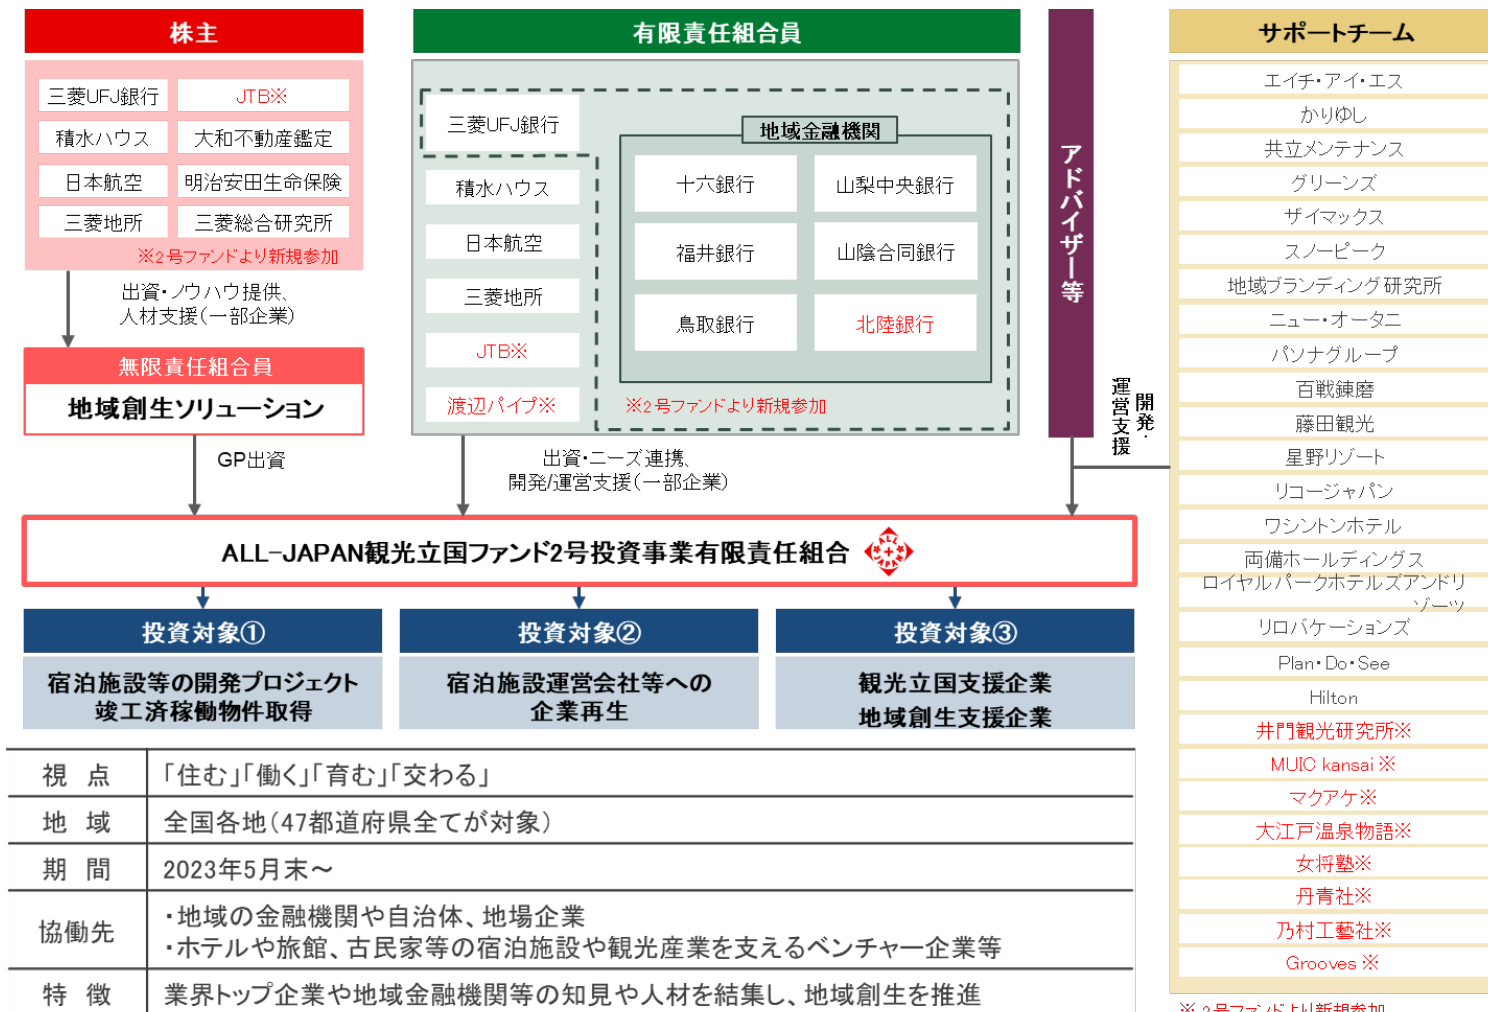 株主
三菱UFJ銀行
JTB※
積水ハウス
大和不動産鑑定
日本航空
明治安田生命保険
三菱地所
三菱総合研究所
※2号ファンドより新規参加
出資・ノウハウ提供、
人材支援(一部企業)
無限責任組合員
地域創生ソリューション
GP出資
有限責任組合員
三菱UFJ銀行
積水ハウス
日本航空
三菱地所
JTB※
渡辺パイプ※
地域金融機関
十六銀行
山梨中央銀行
福井銀行
山陰合同銀行
鳥取銀行
北陸銀行
※2号ファンドより新規参加
出資・ニーズ連携、
開発/運営支援(一部企業)
アドバイザー等
開発・
運営支援
サポートチーム
エイチ・アイ・エス
かりゆし
共立メンテナンス
グリーンズ
ザイマックス
スノーピーク
地域ブランディング研究所
ニュー・オータニ
パソナグループ
百戦錬磨
藤田観光
星野リゾート
リコージャパン
ワシントンホテル
両備ホールディングス
ロイヤルパークホテルズアンドリ
ゾーツ
リロバケーションズ
Plan・Do・See
Hilton
井門観光研究所※
MUIC kansai※
マクアケ※
大江戸温泉物語※
女将塾※
丹青社※
乃村工藝社※
Grooves※
※2号ファンドより新規参加
ALL-JAPAN観光立国ファンド2号投資事業有限責任組合
投資対象①
宿泊施設等の開発プロジェクト
竣工済稼働物件取得
投資対象②
宿泊施設運営会社等への
企業再生
投資対象③
観光立国支援企業
地域創生支援企業
視 点
「住む」「働く」「育む」「交わる」
地 域
全国各地(47都道府県全てが対象)
期 間
2023年5月末～
協働先
・地域の金融機関や自治体、地場企業
・ホテルや旅館、古民家等の宿泊施設や観光産業を支えるベンチャー企業等
特 徴
業界トップ企業や地域金融機関等の知見や人材を結集し、地域創生を推進